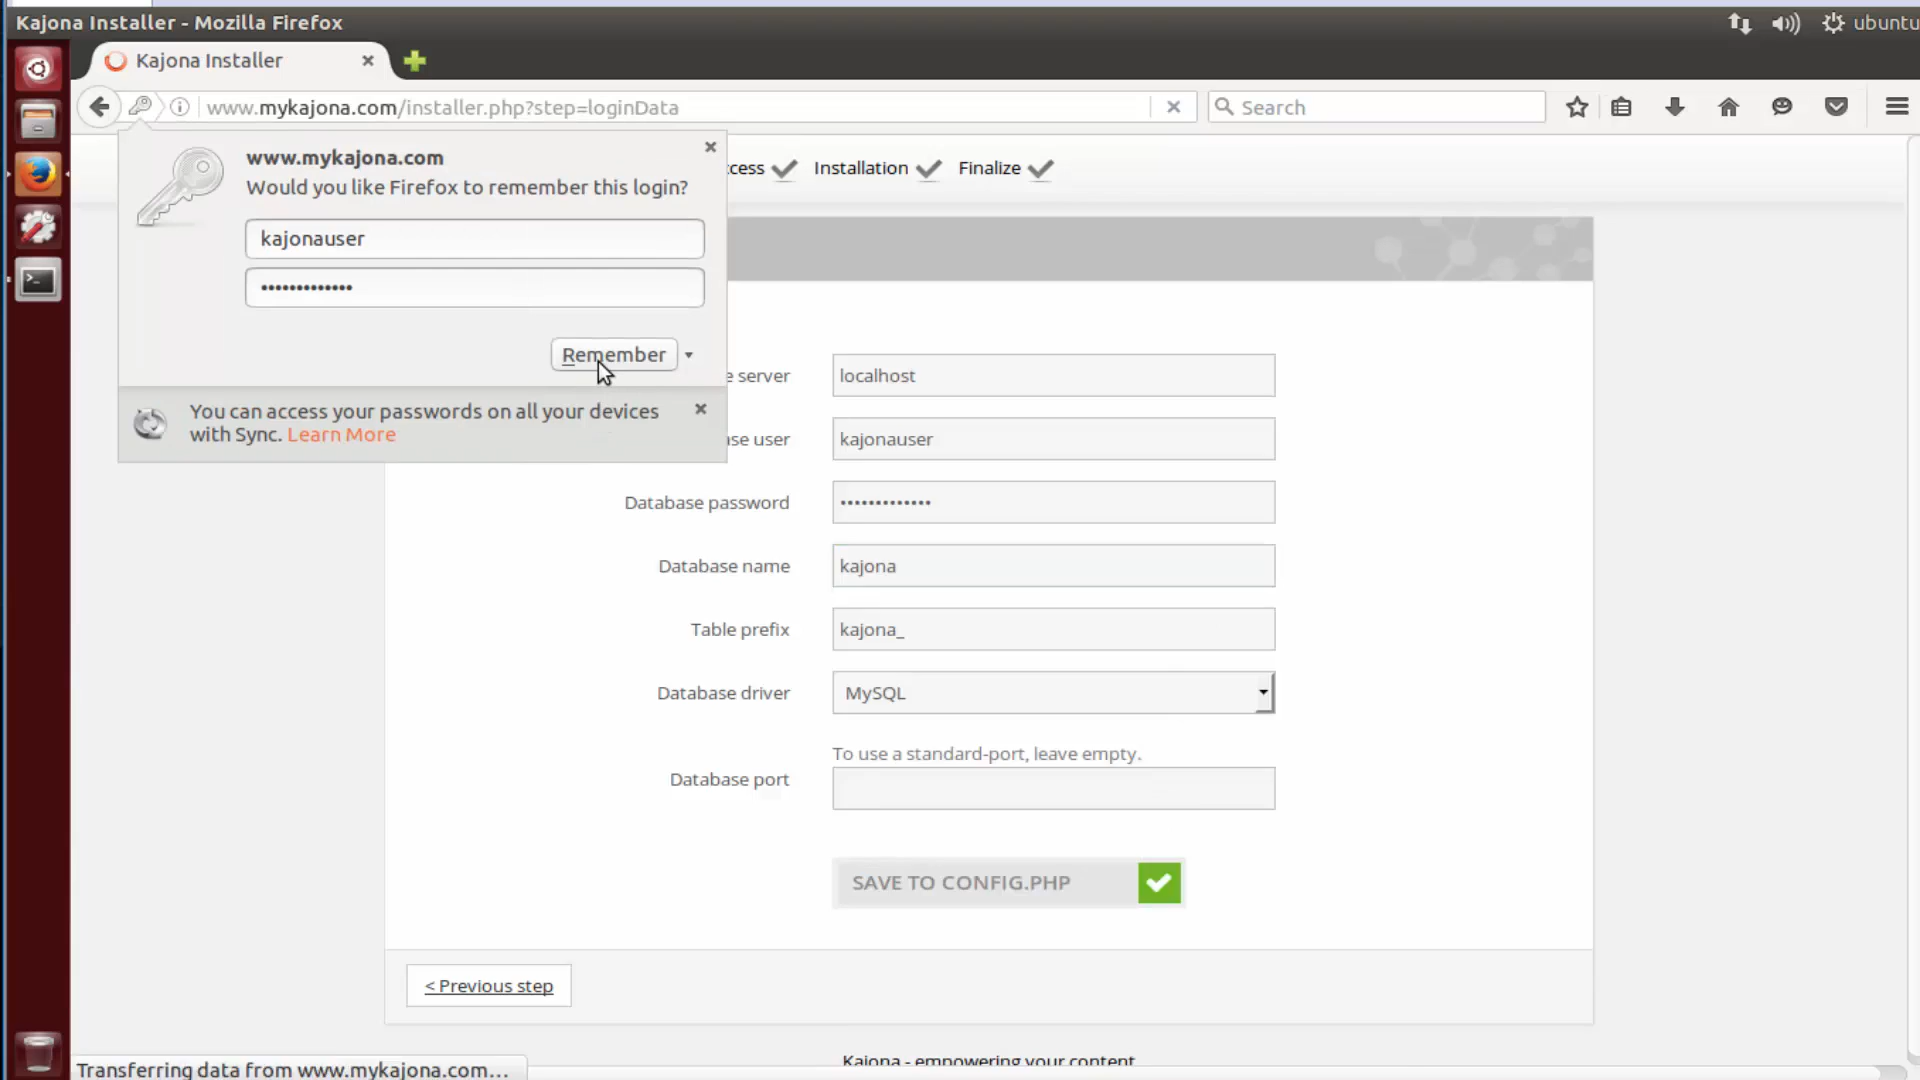 Kajona Installer - Mozilla Firefox
ubuntu
Kajona Installer
www.mykajona.com/installer.php?step=loginData
Search
www.mykajona.com
Would you like Firefox to remember this login?
kajonauser
•••••••••••••
Remember
You can access your passwords on all your devices
with Sync. Learn More
cess
Installation
Finalize
e server
localhost
se user
kajonauser
Database password
•••••••••••••
Database name
kajona
Table prefix
kajona_
Database driver
MySQL
To use a standard-port, leave empty.
Database port
SAVE TO CONFIG.PHP
< Previous step
Kajona - empowering your content
Transferring data from www.mykajona.com...